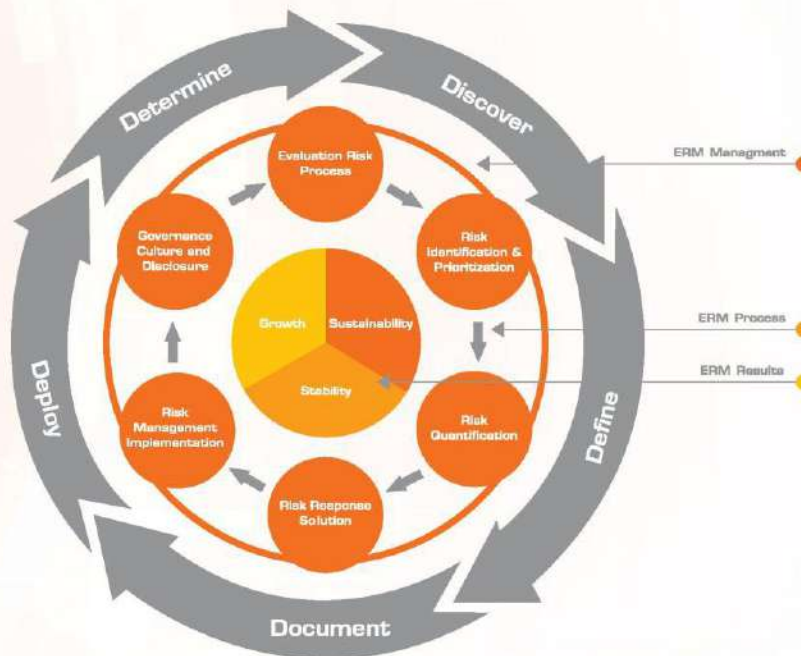 Determine
Discover
Define
Document
Deploy
Evaluation Risk
Process
Risk
Identification &
Prioritization
Risk
Quantification
Risk Response
Solution
Risk
Management
Implementation
Governance
Culture and
Disclosure
Growth
Sustainability
Stability
ERM Managment
ERM Process
ERM Results